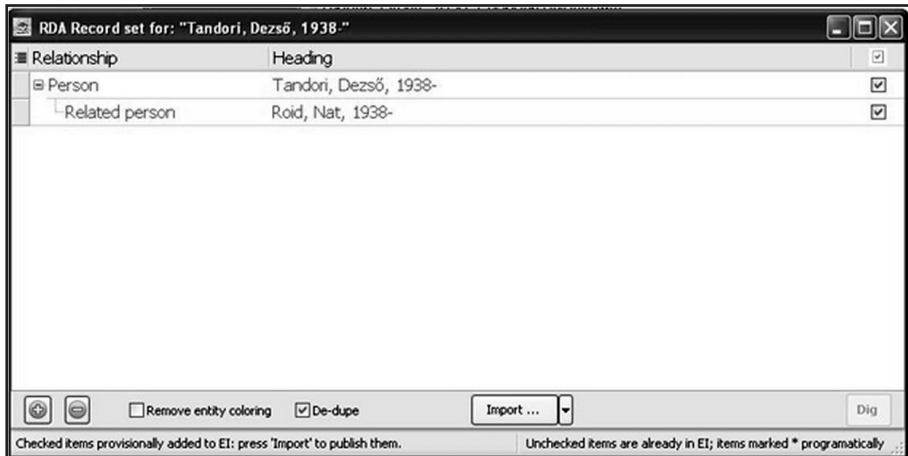 RDA Record set for: "Tandori, Dezső, 1938-"
Relationship Heading
Person Tandori, Dezső, 1938-
Related person Roid, Nat, 1938-
Remove entity coloring De-dupe Import ... Dig
Checked items provisionally added to EI: press 'Import' to publish them. Unchecked items are already in EI; items marked * programatically